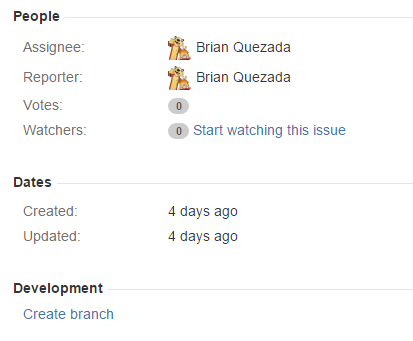 People
Assignee: Brian Quezada
Reporter: Brian Quezada
Votes: 0
Watchers: 0 Start watching this issue
Dates
Created: 4 days ago
Updated: 4 days ago
Development
Create branch